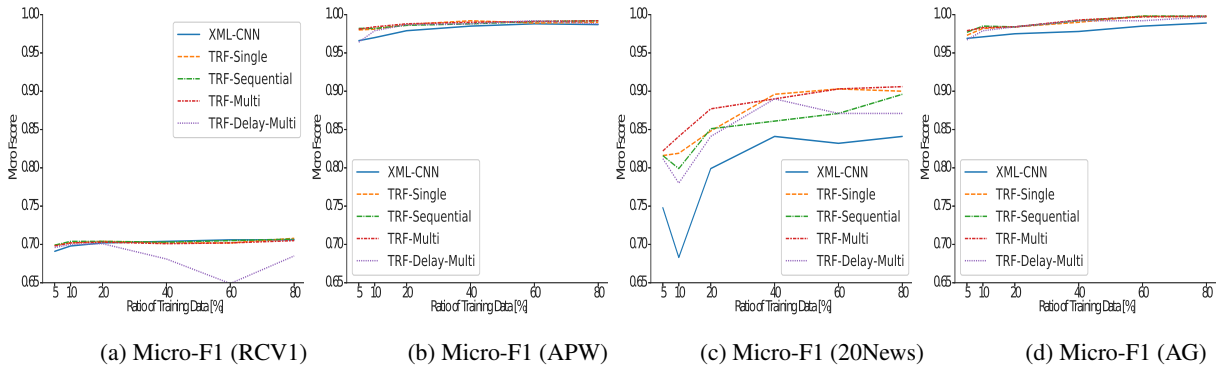 1.00
0.95
0.90
0.85
0.80
0.75
0.70
0.65
Micro F-score
XML-CNN
TRF-Single
TRF-Sequential
TRF-Multi
TRF-Delay-Multi
5 10 20 40 60 80
Ratio of Training Data [%]
(a) Micro-F1 (RCV1)
1.00
0.95
0.90
0.85
0.80
0.75
0.70
0.65
Micro F-score
XML-CNN
TRF-Single
TRF-Sequential
TRF-Multi
TRF-Delay-Multi
5 10 20 40 60 80
Ratio of Training Data [%]
(b) Micro-F1 (APW)
1.00
0.95
0.90
0.85
0.80
0.75
0.70
0.65
Micro F-score
XML-CNN
TRF-Single
TRF-Sequential
TRF-Multi
TRF-Delay-Multi
5 10 20 40 60 80
Ratio of Training Data [%]
(c) Micro-F1 (20News)
1.00
0.95
0.90
0.85
0.80
0.75
0.70
0.65
Micro F-score
XML-CNN
TRF-Single
TRF-Sequential
TRF-Multi
TRF-Delay-Multi
5 10 20 40 60 80
Ratio of Training Data [%]
(d) Micro-F1 (AG)